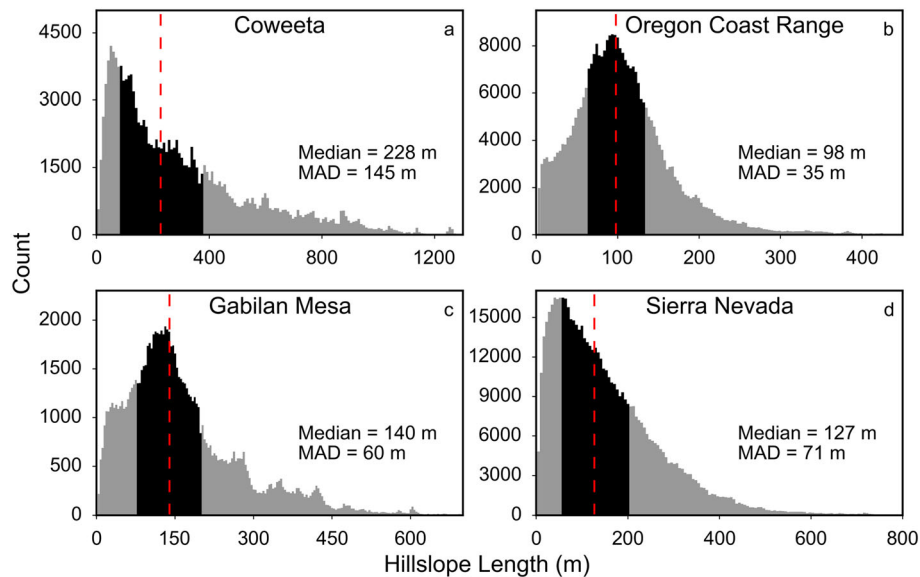 Coweeta
a
4500
3000
1500
0
Median = 228 m
MAD = 145 m
0 400 800 1200
Oregon Coast Range
b
8000
6000
4000
2000
0
Median = 98 m
MAD = 35 m
0 100 200 300 400
Count
Gabilan Mesa
c
2000
1500
1000
500
0
Median = 140 m
MAD = 60 m
0 150 300 450 600
Sierra Nevada
d
15000
12000
9000
6000
3000
0
Median = 127 m
MAD = 71 m
0 200 400 600 800
Hillslope Length (m)